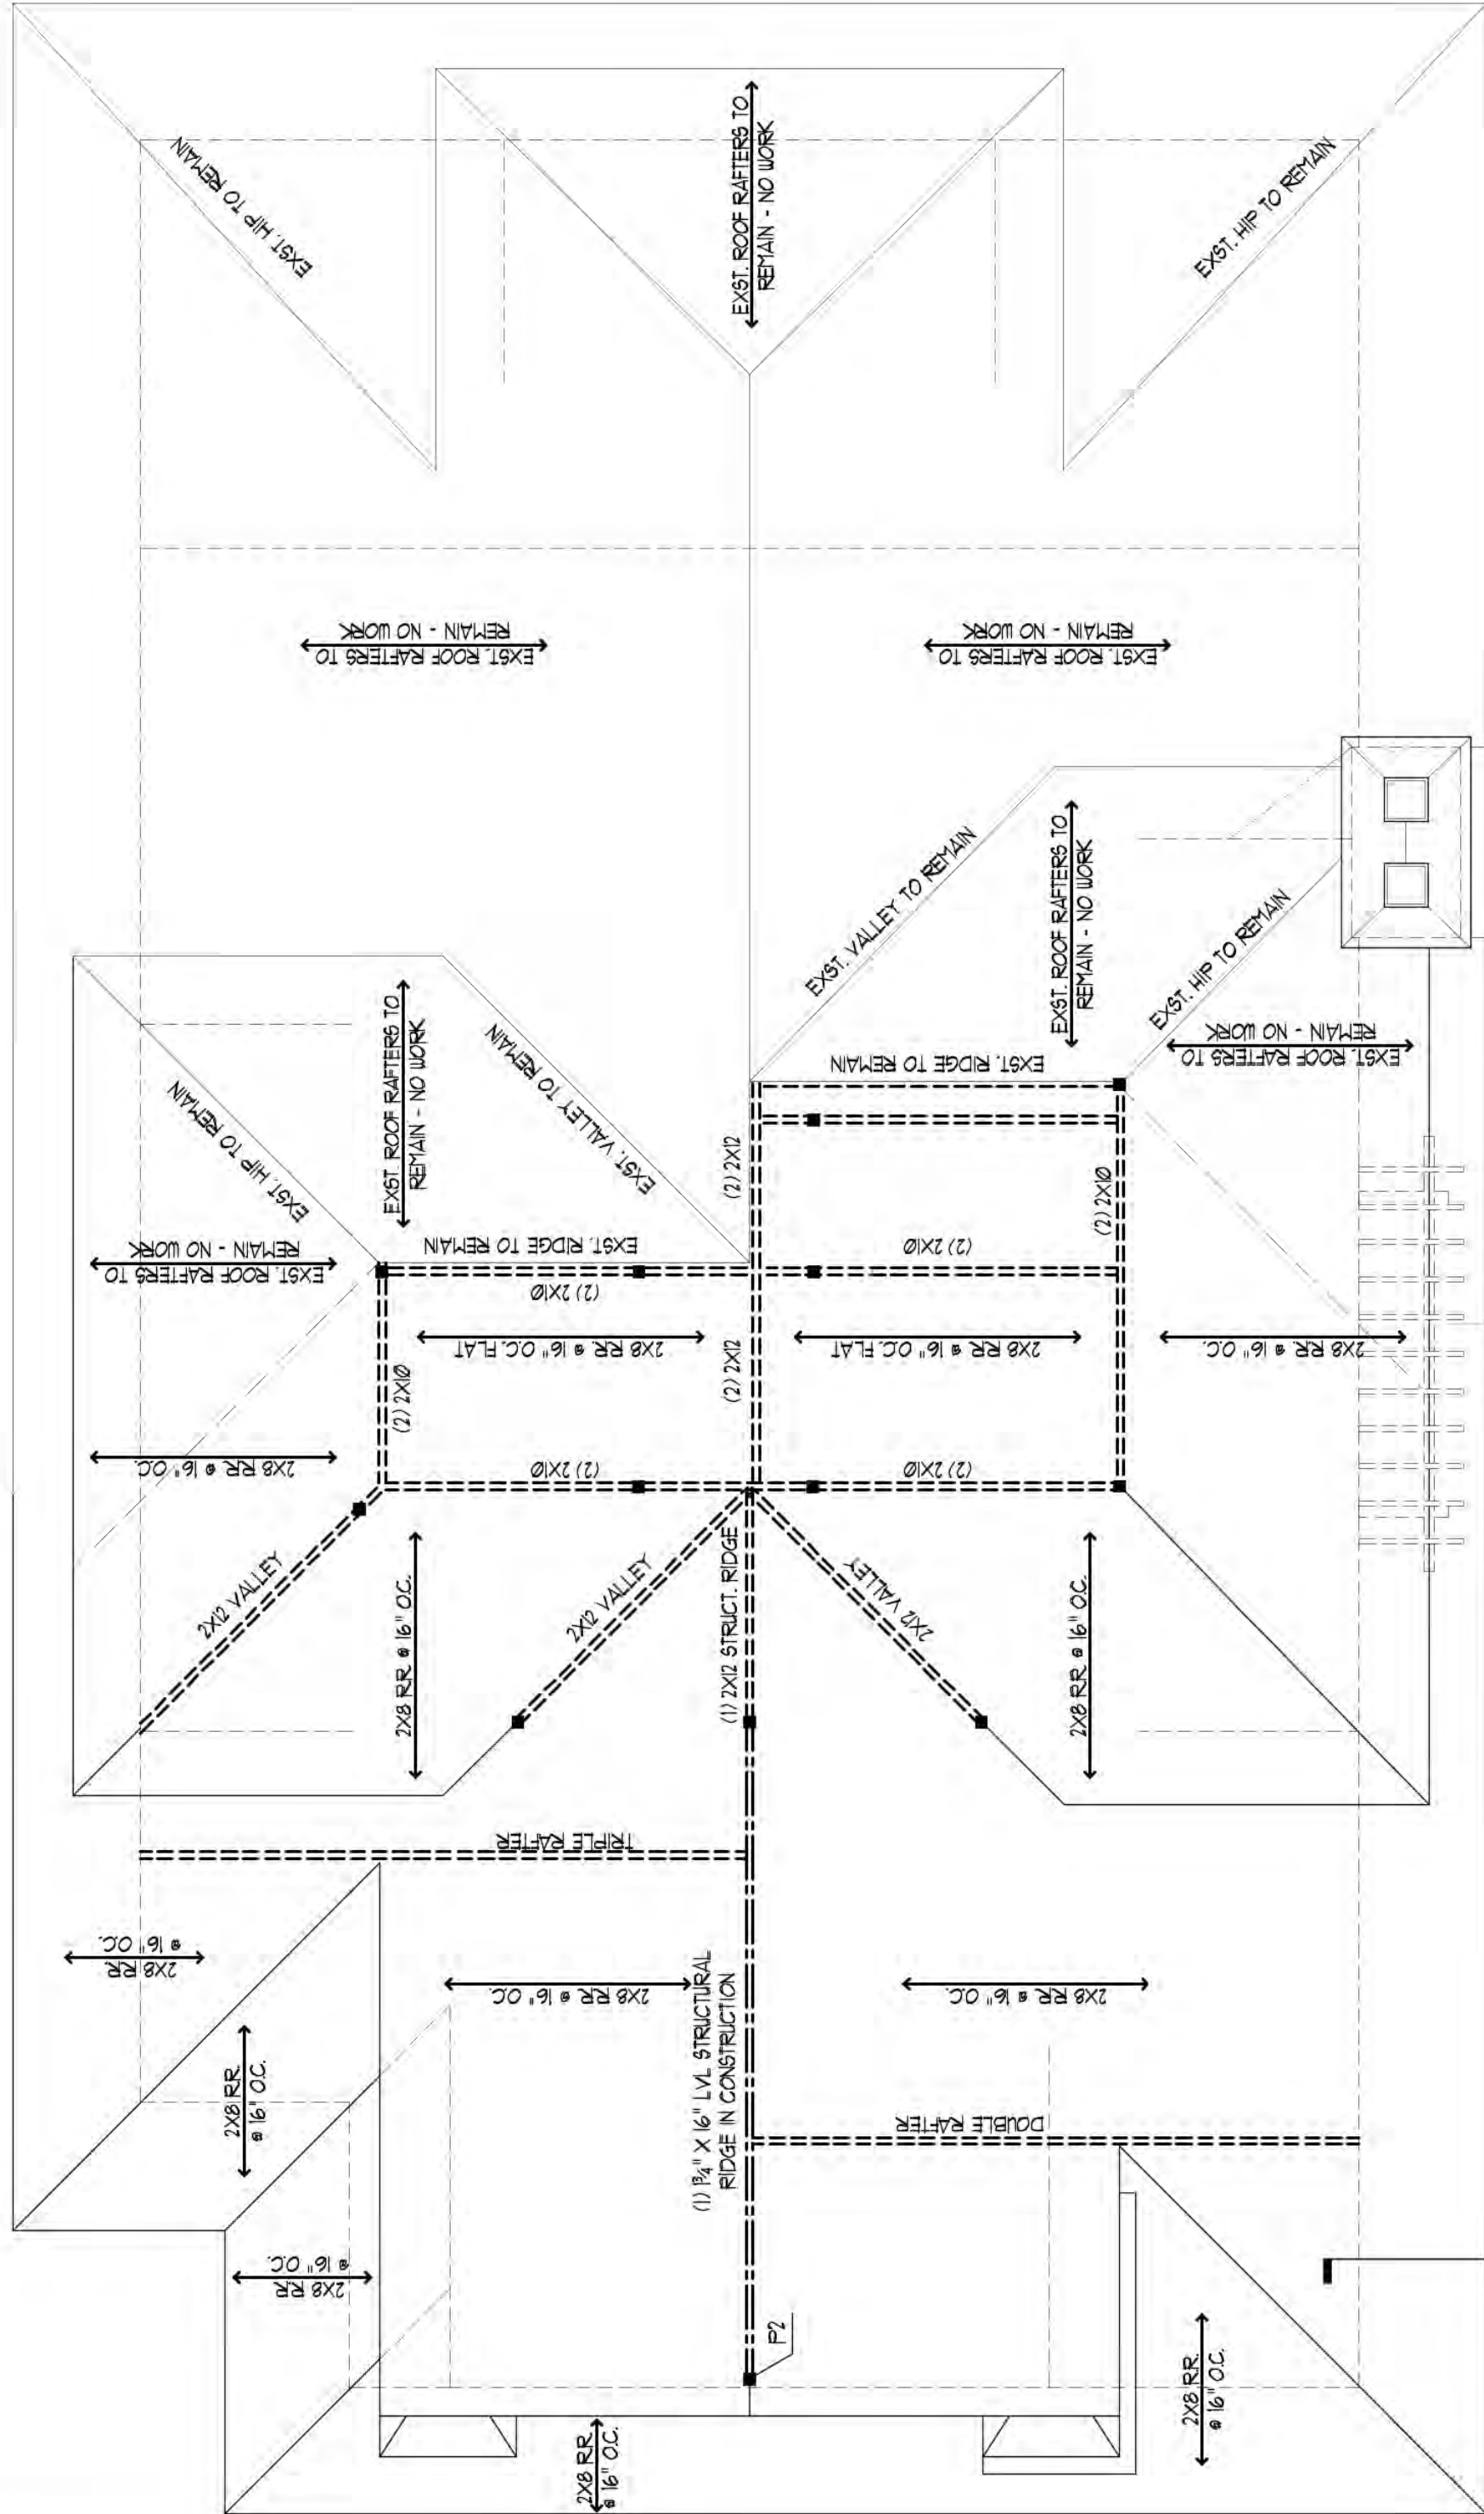 EXST. HIP TO REMAIN
EXST. ROOF RAFTERS TO
REMAIN - NO WORK
EXST. HIP TO REMAIN
EXST. ROOF RAFTERS TO
REMAIN - NO WORK
EXST. ROOF RAFTERS TO
REMAIN - NO WORK
EXST. VALLEY TO REMAIN
EXST. ROOF RAFTERS TO
REMAIN - NO WORK
EXST. HIP TO REMAIN
EXST. ROOF RAFTERS TO
REMAIN - NO WORK
EXST. ROOF RAFTERS TO
REMAIN - NO WORK
EXST. VALLEY TO REMAIN
EXST. HIP TO REMAIN
EXST. ROOF RAFTERS TO
REMAIN - NO WORK
EXST. RIDGE TO REMAIN
EXST. RIDGE TO REMAIN
(2) 2X12
(2) 2X10
(2) 2X10
(2) 2X10
2X8 RR @ 16" O.C. FLAT
2X8 RR @ 16" O.C. FLAT
2X8 RR @ 16" O.C.
(2) 2X12
(2) 2X10
2X8 RR @ 16" O.C.
(2) 2X10
(2) 2X10
2X12 VALLEY
2X8 RR @ 16" O.C.
2X12 VALLEY
(1) 2X12 STRUCT. RIDGE
2X12 VALLEY
2X8 RR @ 16" O.C.
TRIPLE RAFTER
2X8 RR
@ 16" O.C.
2X8 RR @ 16" O.C.
2X8 RR @ 16" O.C.
(1) 1¾" X 16" LVL STRUCTURAL
RIDGE IN CONSTRUCTION
2X8 RR
@ 16" O.C.
DOUBLE RAFTER
2X8 RR
@ 16" O.C.
P2
2X8 RR
@ 16" O.C.
2X8 RR
@ 16" O.C.